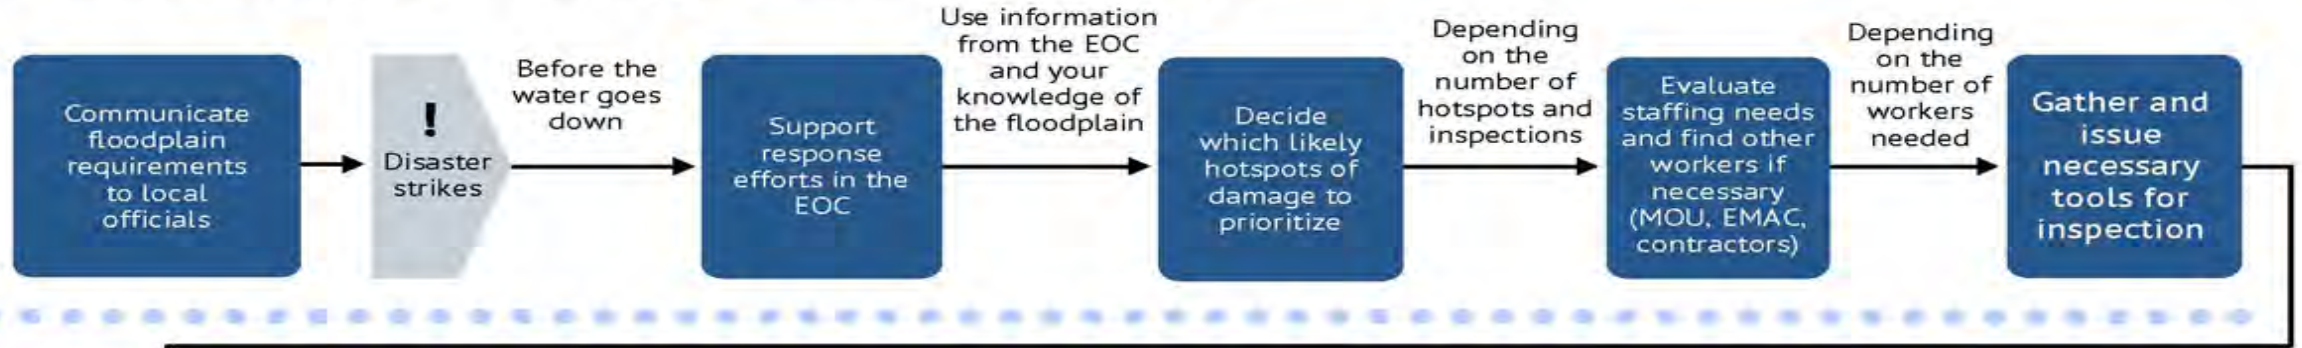 Communicate
floodplain
requirements
to local
officials
!
Disaster
strikes
Before the
water goes
down
Support
response
efforts in the
EOC
Use information
from the EOC
and your
knowledge of
the floodplain
Decide
which likely
hotspots of
damage to
prioritize
Depending
on the
number of
hotspots and
inspections
Evaluate
staffing needs
and find other
workers if
necessary
(MOU, EMAC,
contractors)
Depending
on the
number of
workers
needed
Gather and
issue
necessary
tools for
inspection